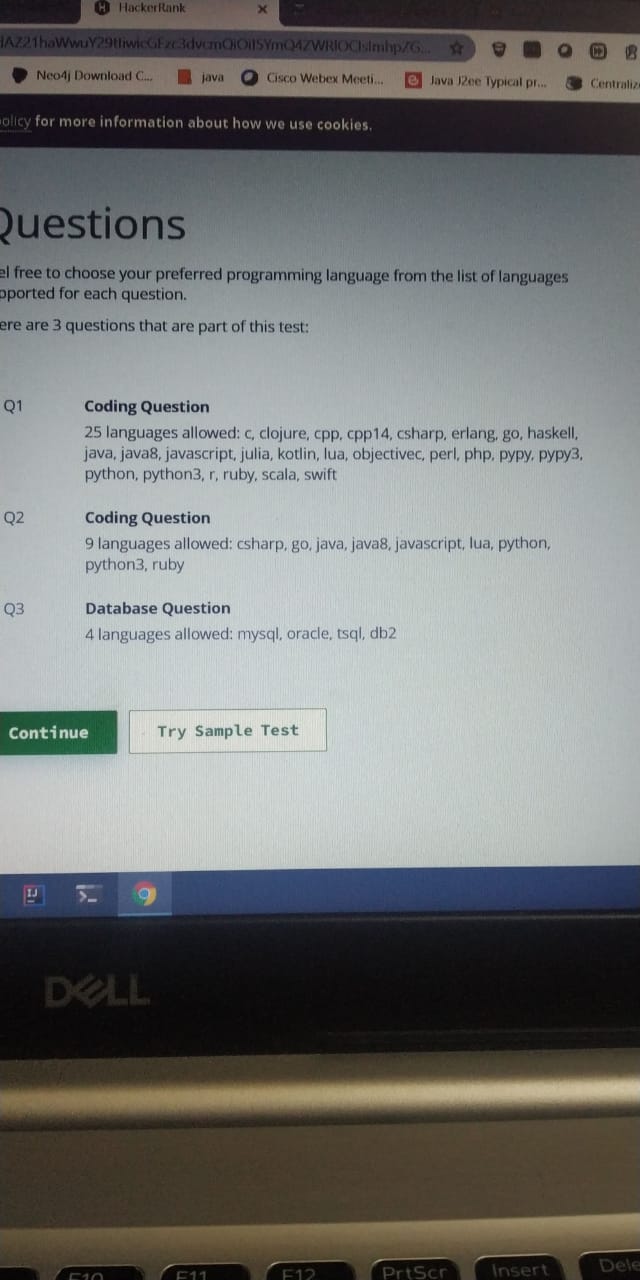 HackerRank
Neo4j Download C... java Cisco Webex Meeti... Java J2ee Typical pr... Centraliz
olicy for more information about how we use cookies.
Questions
el free to choose your preferred programming language from the list of languages
pported for each question.
ere are 3 questions that are part of this test:
Q1 Coding Question
25 languages allowed: c, clojure, cpp, cpp14, csharp, erlang, go, haskell,
java, java8, javascript, julia, kotlin, lua, objectivec, perl, php, pypy, pypy3,
python, python3, r, ruby, scala, swift
Q2 Coding Question
9 languages allowed: csharp, go, java, java8, javascript, lua, python,
python3, ruby
Q3 Database Question
4 languages allowed: mysql, oracle, tsql, db2
Continue Try Sample Test
IJ
DELL
F10 F11 F12 PrtScr Insert Dele